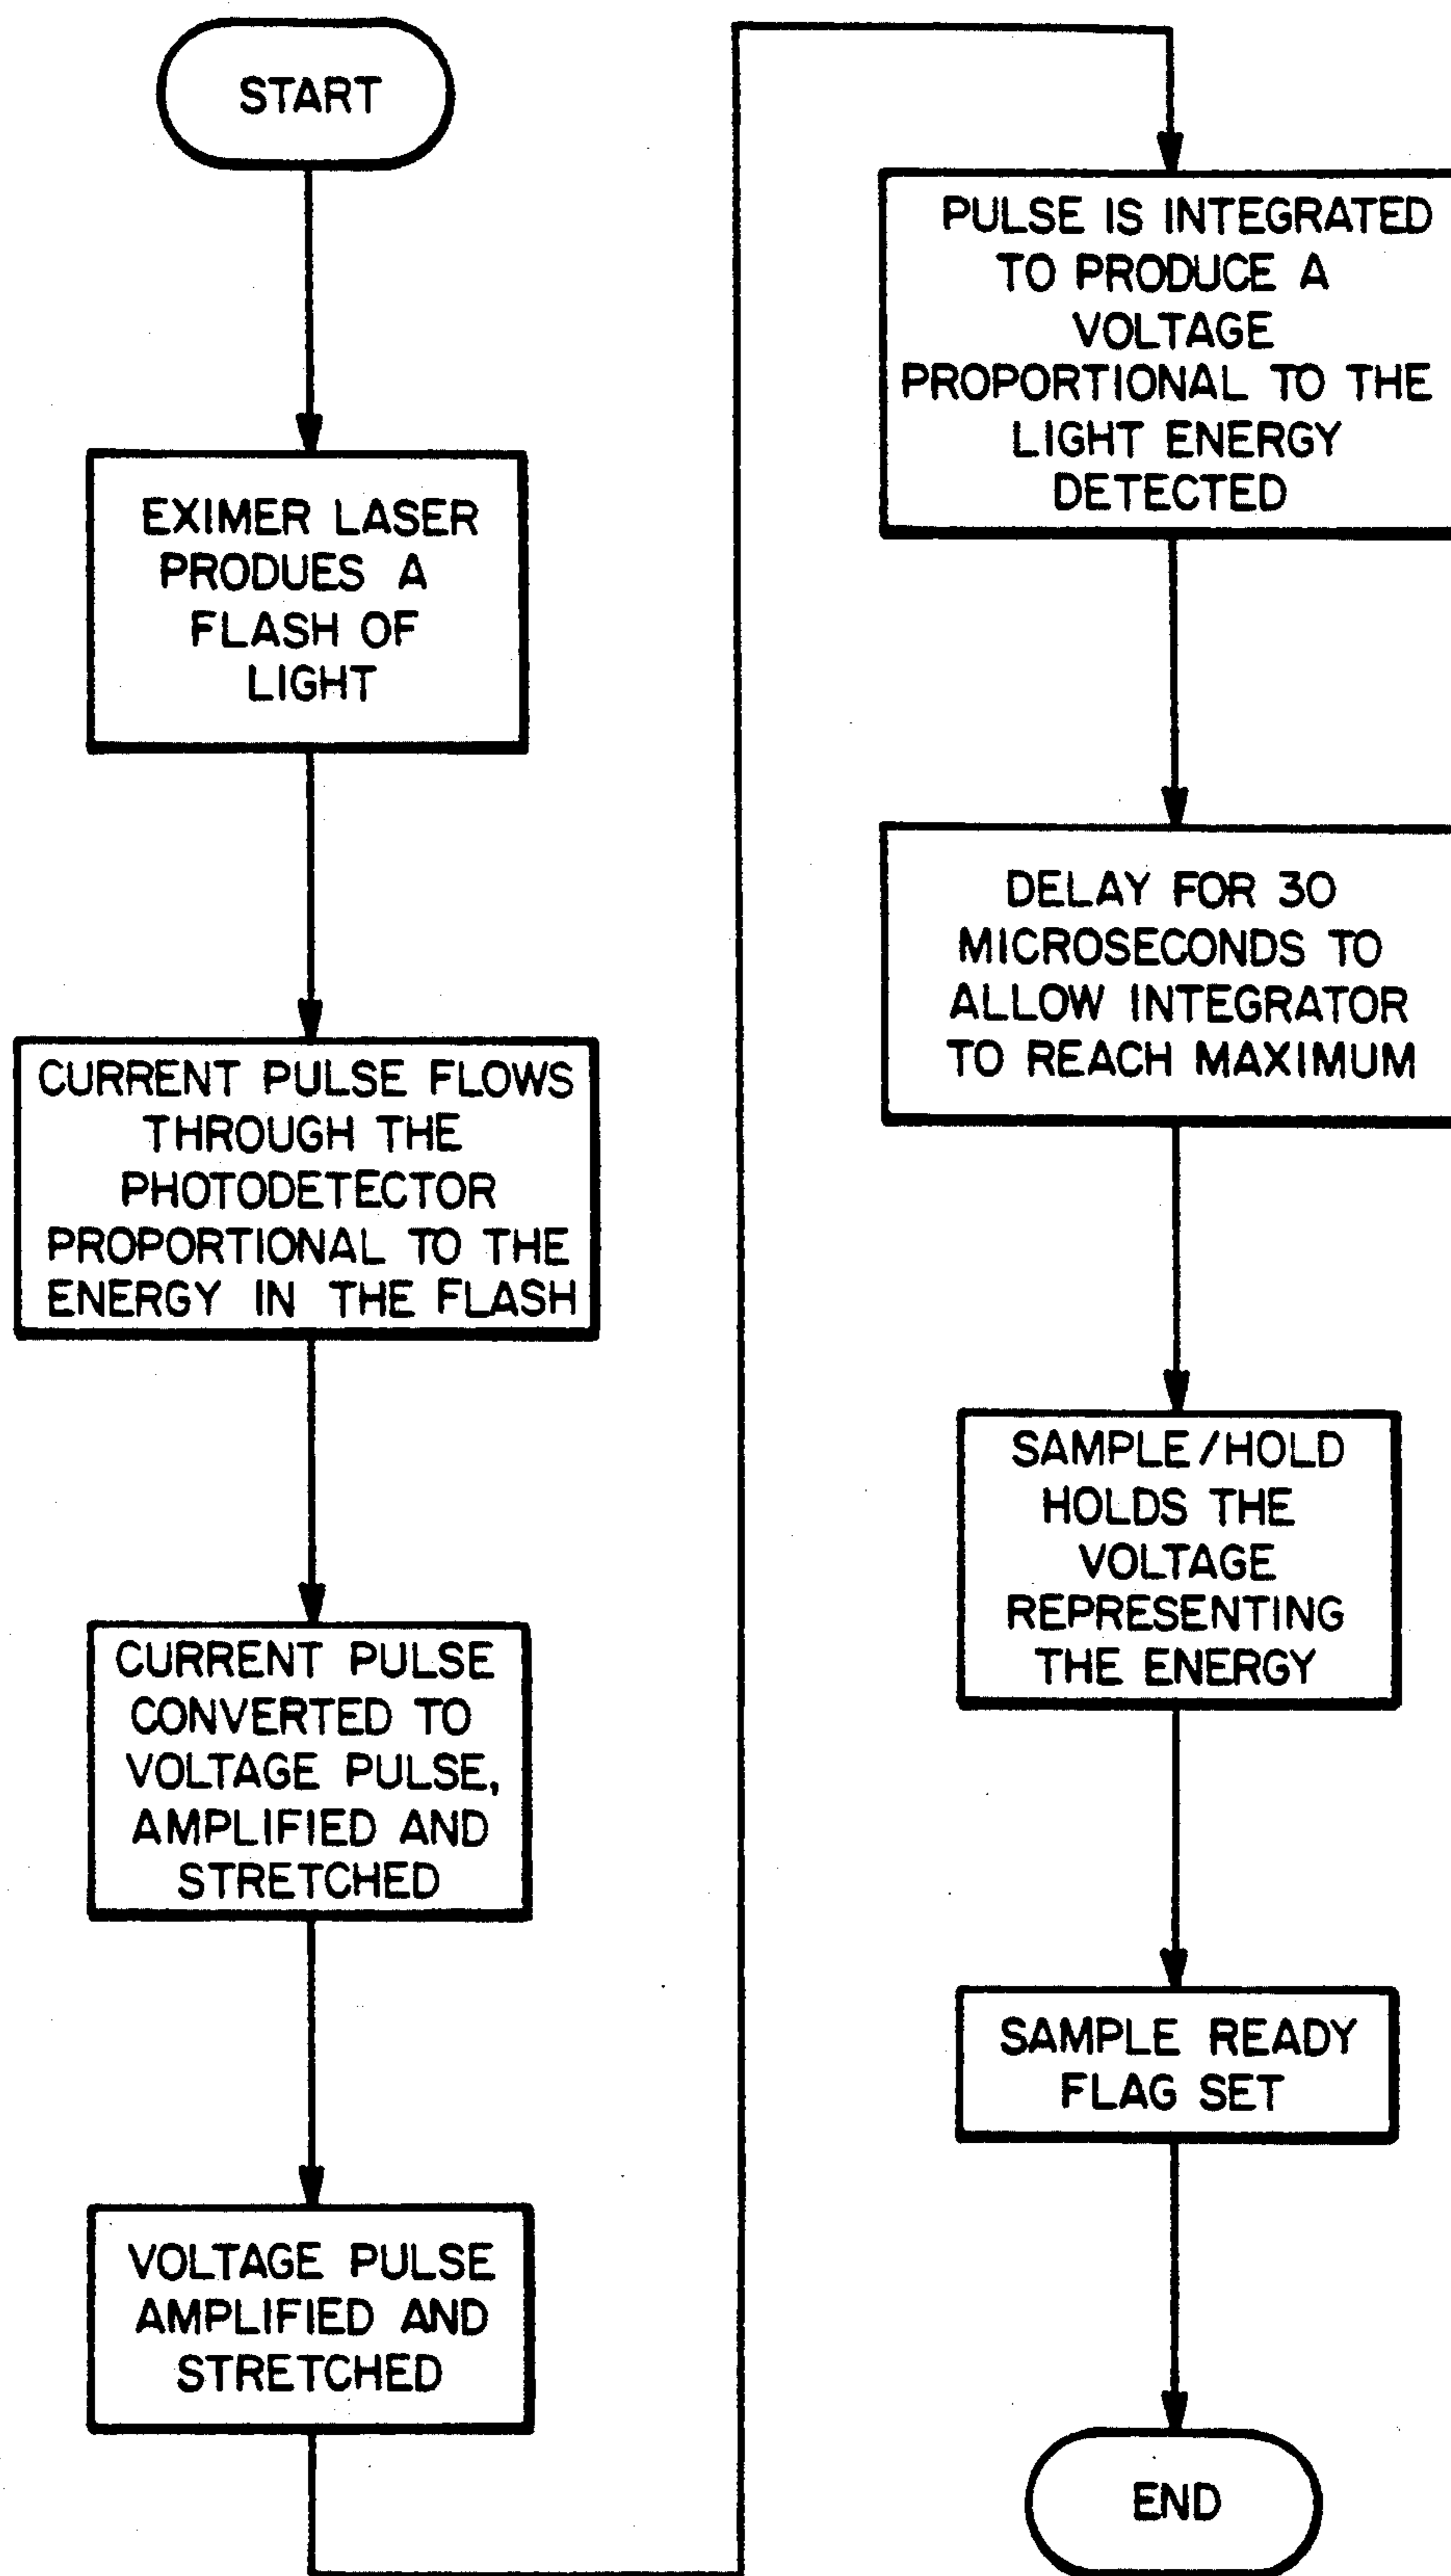 START
EXIMER LASER
PRODUES A
FLASH OF
LIGHT
CURRENT PULSE FLOWS
THROUGH THE
PHOTODETECTOR
PROPORTIONAL TO THE
ENERGY IN THE FLASH
CURRENT PULSE
CONVERTED TO
VOLTAGE PULSE,
AMPLIFIED AND
STRETCHED
VOLTAGE PULSE
AMPLIFIED AND
STRETCHED
PULSE IS INTEGRATED
TO PRODUCE A
VOLTAGE
PROPORTIONAL TO THE
LIGHT ENERGY
DETECTED
DELAY FOR 30
MICROSECONDS TO
ALLOW INTEGRATOR
TO REACH MAXIMUM
SAMPLE/HOLD
HOLDS THE
VOLTAGE
REPRESENTING
THE ENERGY
SAMPLE READY
FLAG SET
END